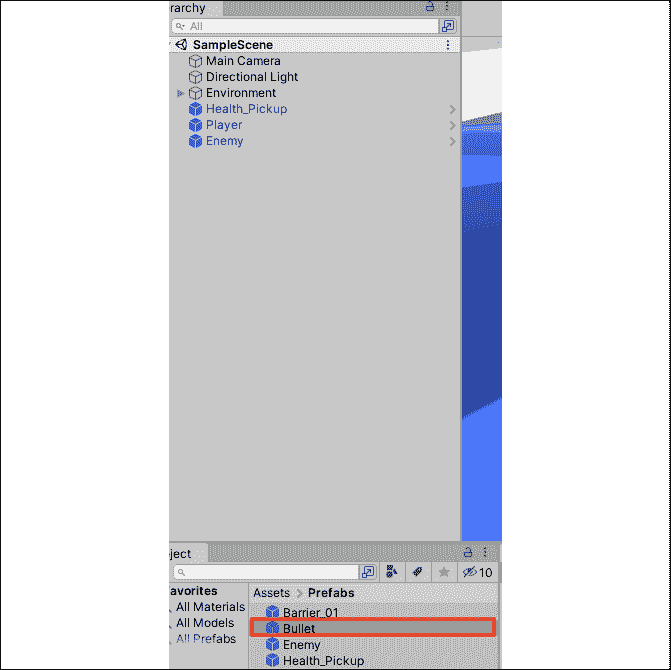 rarchy
All
SampleScene
Main Camera
Directional Light
Environment
Health_Pickup
Player
Enemy
ject
10
avorites
Assets > Prefabs
All Materials
Barrier_01
All Models
Bullet
All Prefabs
Enemy
Health_Pickup